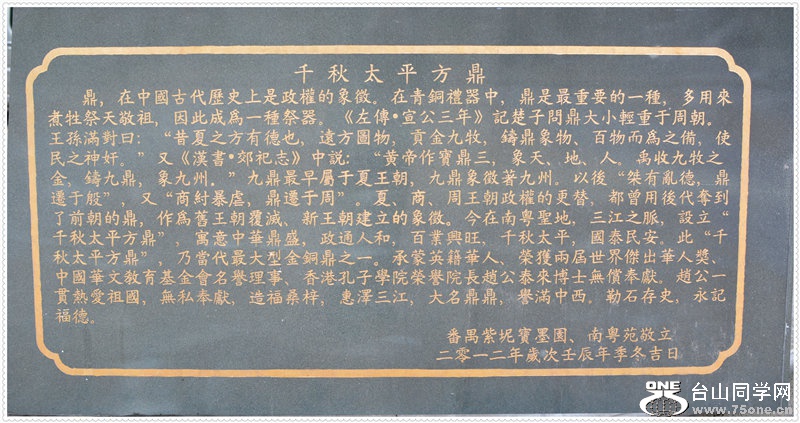 千秋太平方鼎
鼎，在中國古代歷史上是政權的象徵。在青銅禮器中，鼎是最重要的一種，多用來
煮牲祭天敬祖，因此成為一種祭器。《左傳•宣公三年》記楚子問鼎大小輕重于周朝。
王孫滿對曰：“昔夏之方有德也，遠方圖物，貢金九牧，鑄鼎象物、百物而為之備，使
民之神奸。”又《漢書•郊祀志》中説：“黃帝作寶鼎三，象天、地、人。禹收九牧之
金，鑄九鼎，象九州.”九鼎最早屬于夏王朝，九鼎象徵著九州。以後“桀有亂德，鼎
遷于殷”，又“商紂暴虐，鼎遷于周”。夏、商、周王朝政權的更替，都曾用後代奪到
了前朝的鼎，作爲舊王朝覆滅、新王朝建立的象徵。今在南粵聖地，三江之脈，設立“
千秋太平方鼎”，寓意中華鼎盛，政通人和，百業興旺，千秋太平，國泰民安。此“千
秋太平方鼎”，乃當代最大型金銅鼎之一。承蒙英籍華人、榮獲兩屆世界傑出華人獎、
中國華文教育基金會名譽理事、香港孔子學院榮譽院長趙公泰來博士無償奉獻。趙公一
貫熱愛祖國，無私奉獻，造福桑梓，惠澤三江，大名鼎鼎，譽滿中西。勒石存史，永記
福德。
番禺紫坭寶墨園、南粵苑敬立
二零一二年歲次壬辰年季冬吉日
ONE
台山同学网
www.75one.cn